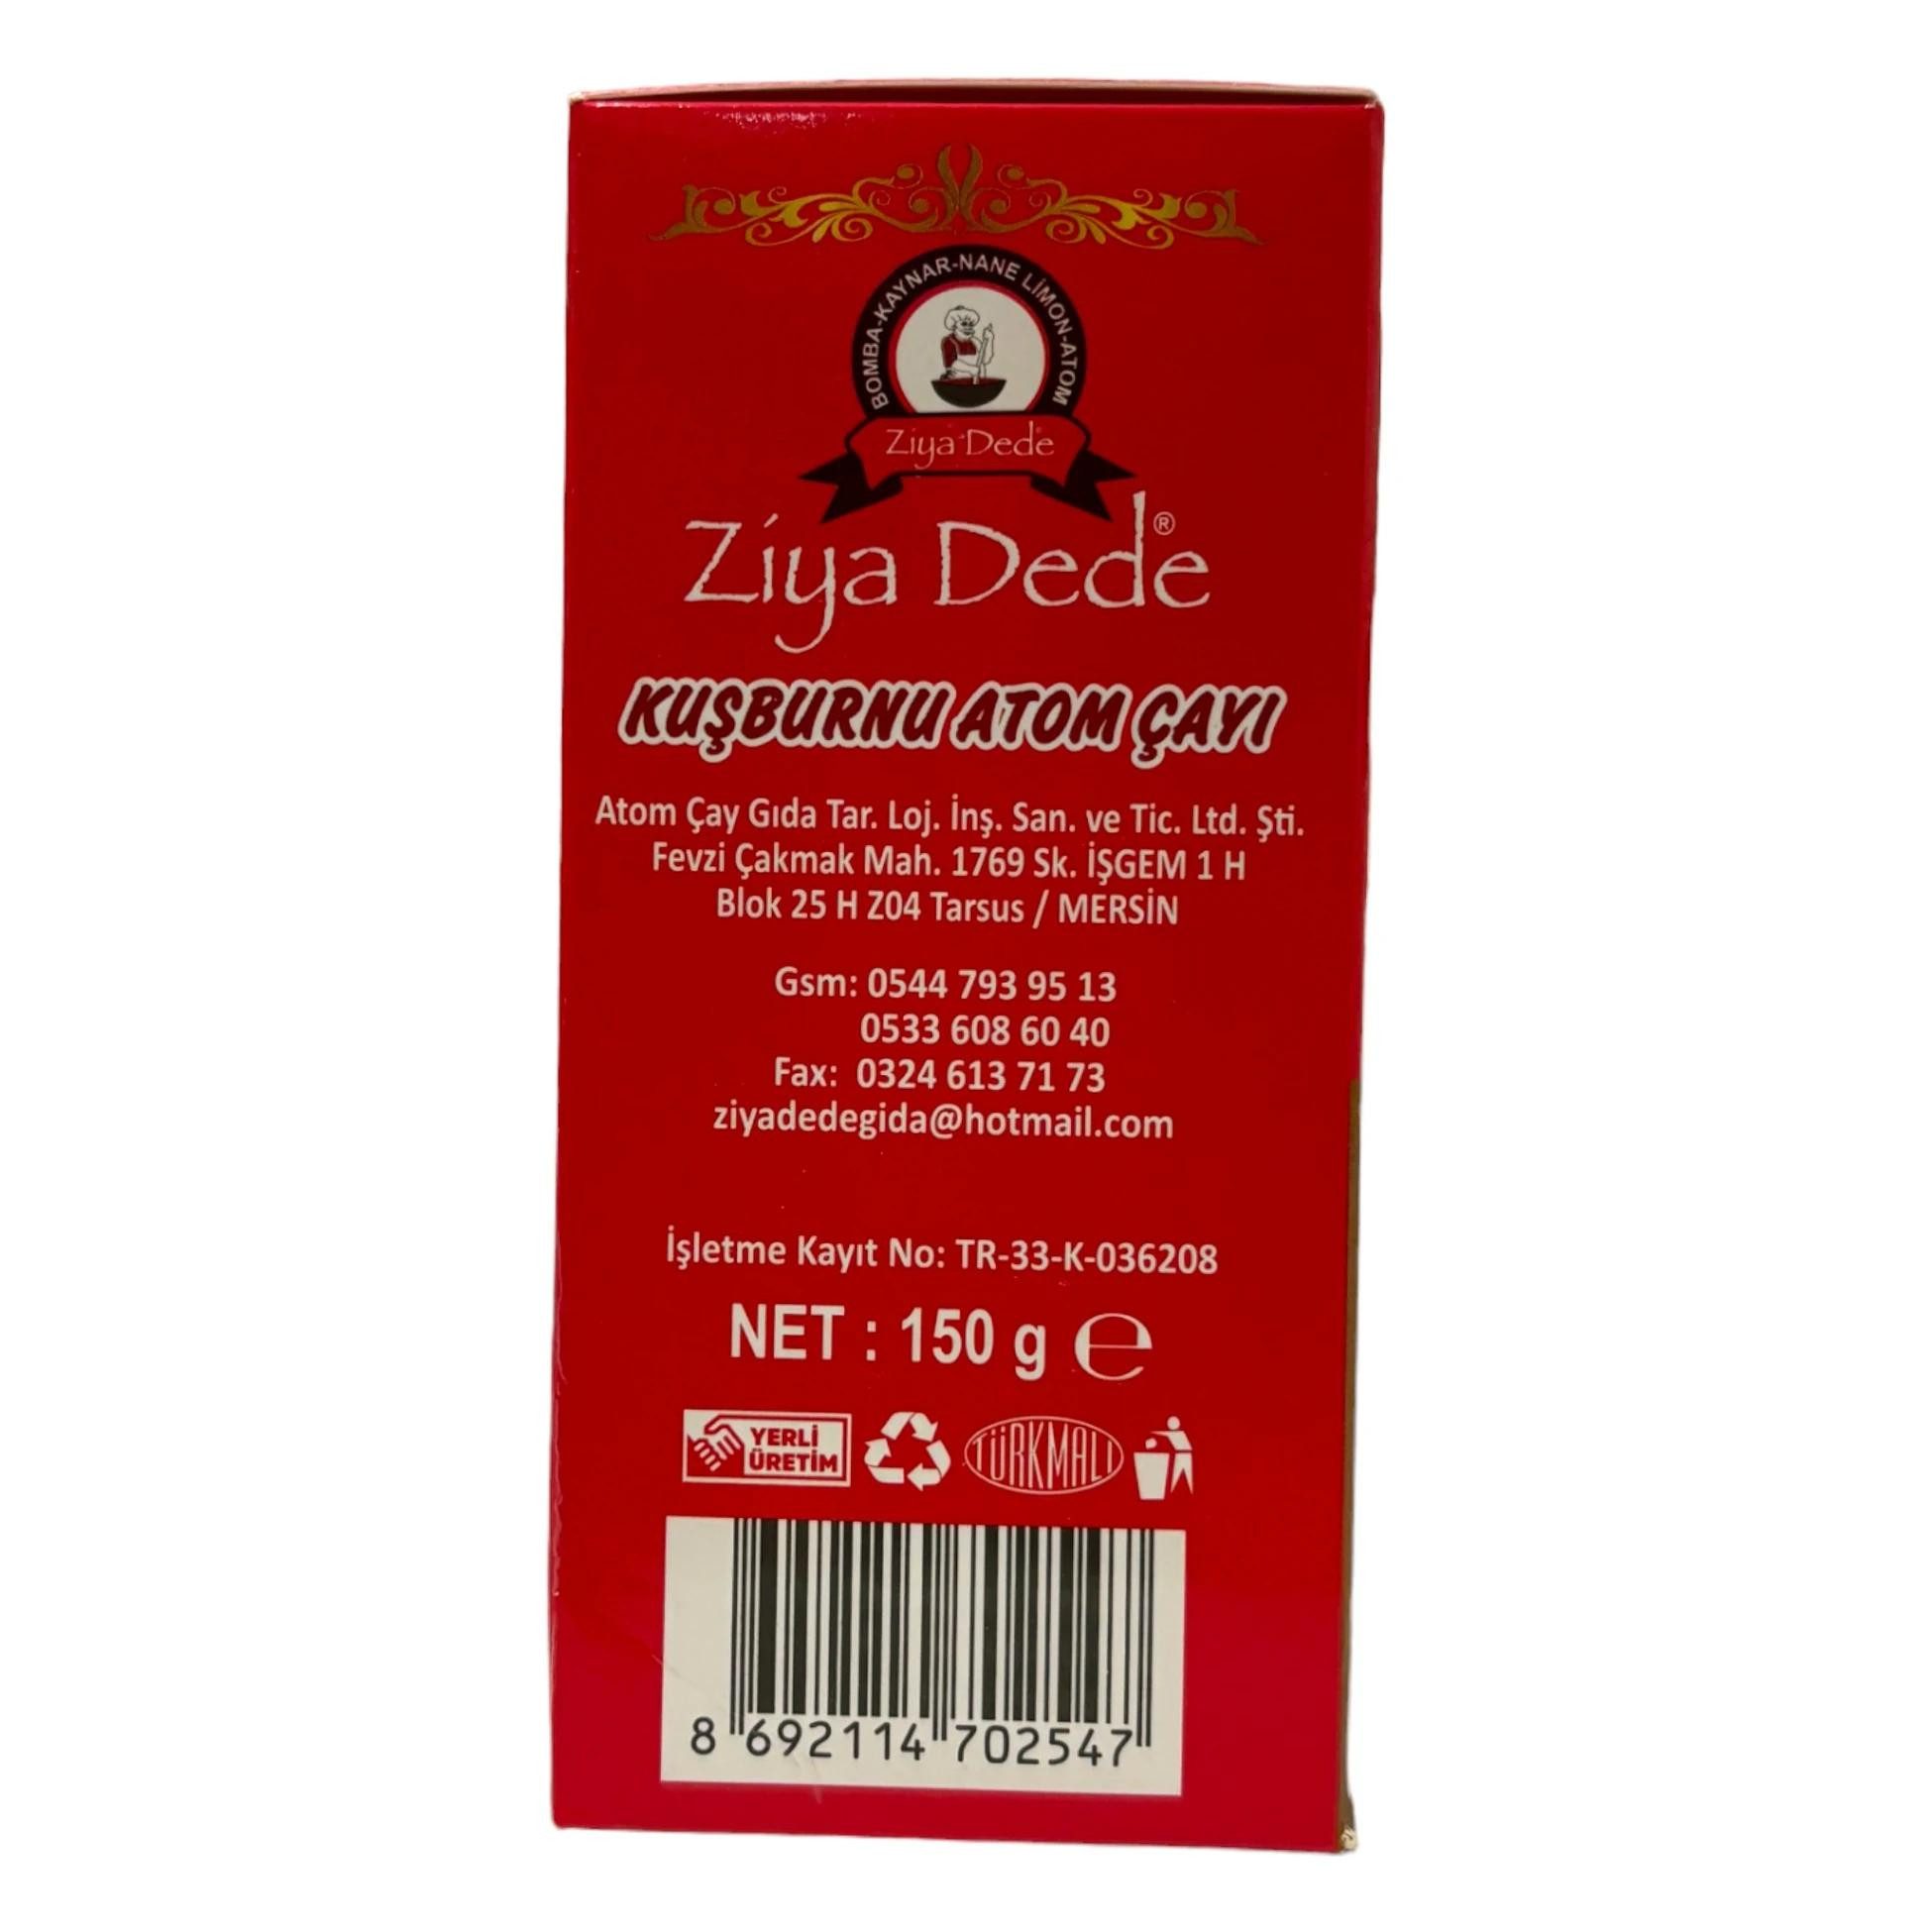 BOMBA-KAYNAR-NANE LİMON-ATOM
Ziya Dede
Ziya Dede®
KUŞBURNU ATOM ÇAYI
Atom Çay Gıda Tar. Loj. İnş. San. ve Tic. Ltd. Şti.
Fevzi Çakmak Mah. 1769 Sk. İŞGEM 1 H
Blok 25 H Z04 Tarsus / MERSİN
Gsm: 0544 793 95 13
0533 608 60 40
Fax: 0324 613 71 73
ziyadedegida@hotmail.com
İşletme Kayıt No: TR-33-K-036208
NET : 150 g ℮
YERLİ
ÜRETİM
TÜRKMALI
8 692114 702547